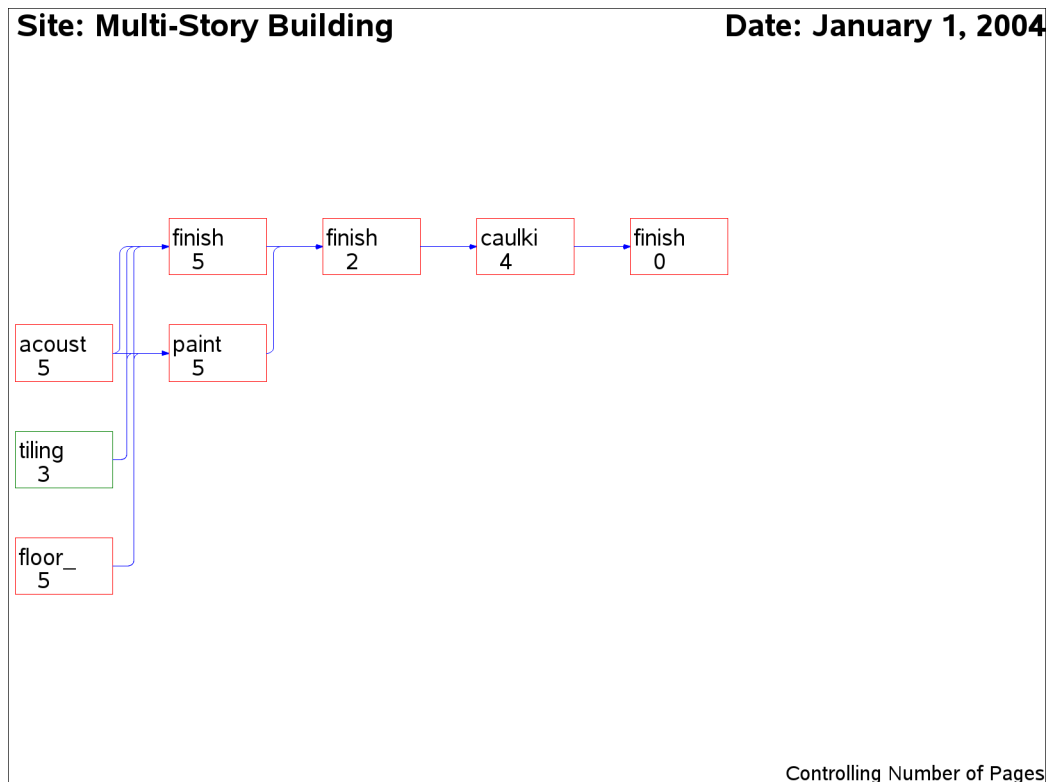 Site: Multi-Story Building
Date: January 1, 2004
finish
5
finish
2
caulki
4
finish
0
acoust
5
paint
5
tiling
3
floor_
5
Controlling Number of Pages